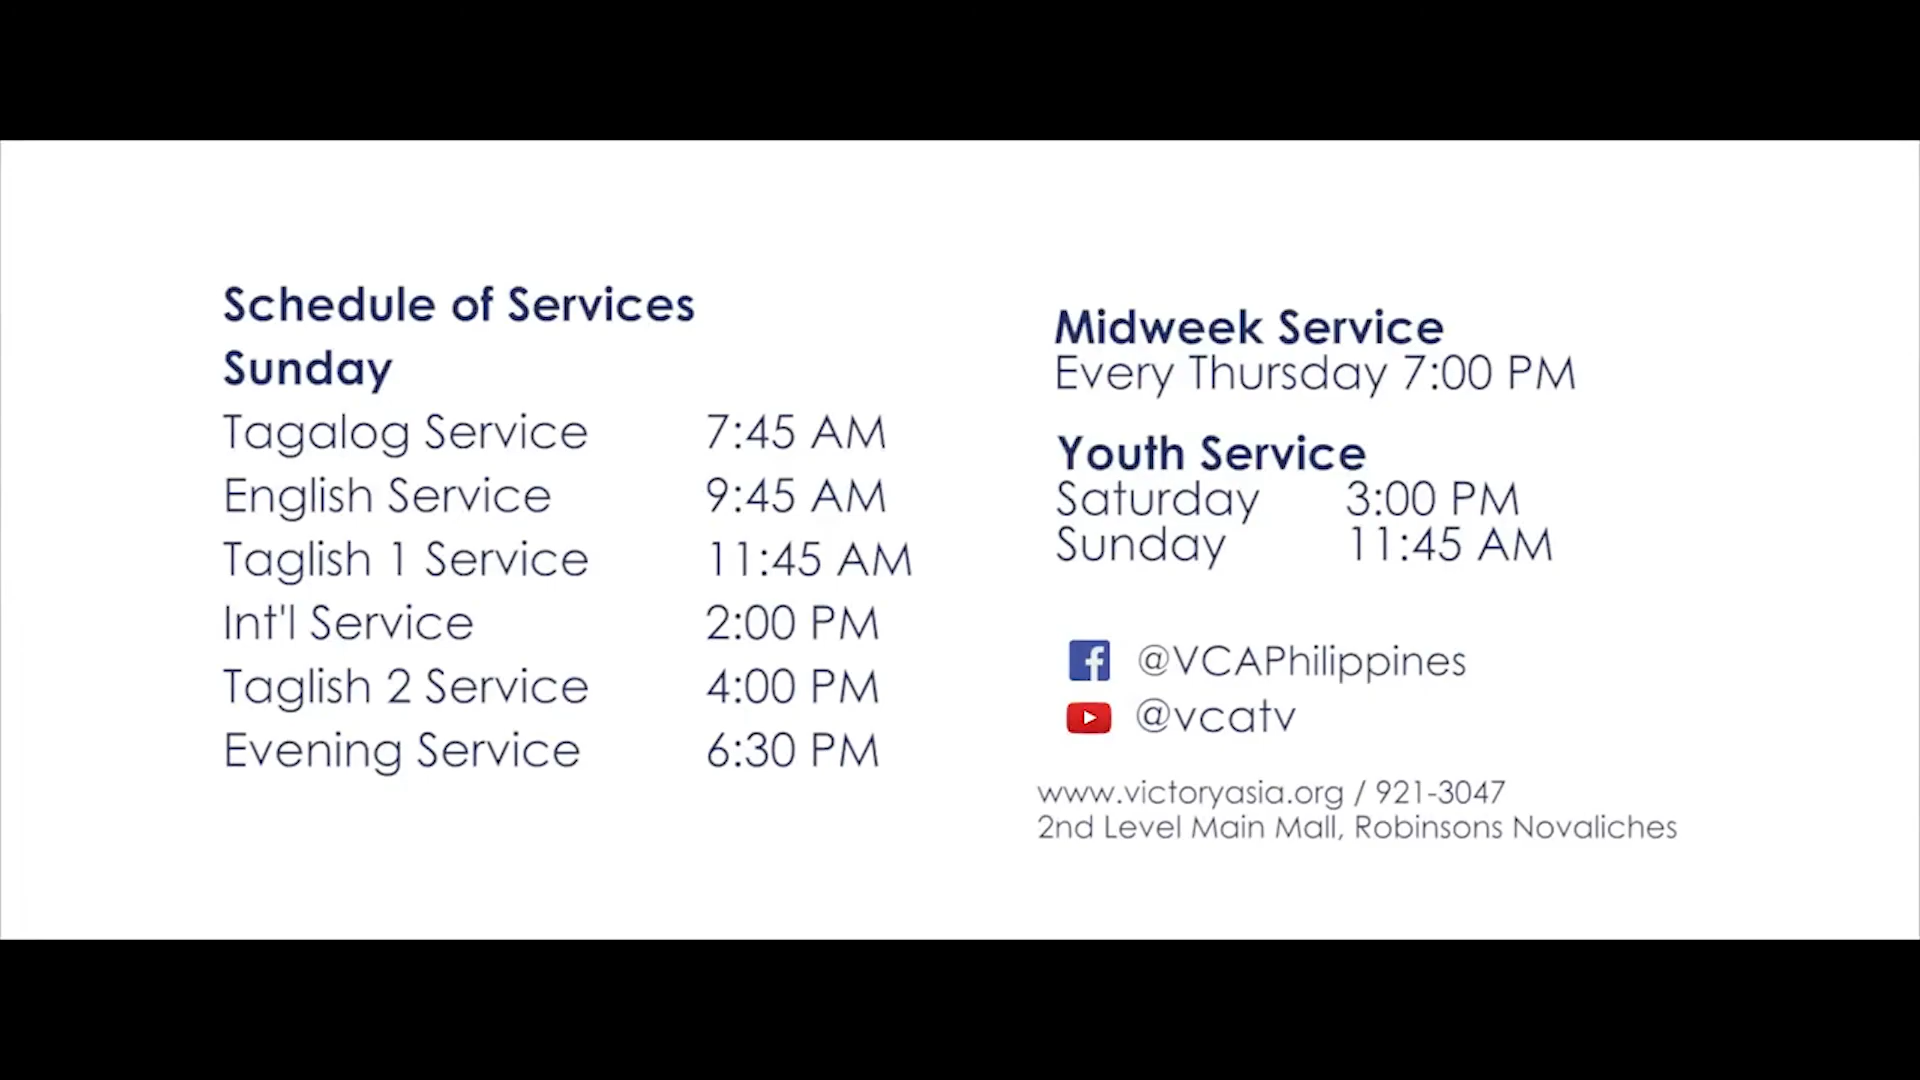 Schedule of Services
Sunday
Tagalog Service 7:45 AM
English Service 9:45 AM
Taglish 1 Service 11:45 AM
Int'l Service 2:00 PM
Taglish 2 Service 4:00 PM
Evening Service 6:30 PM
Midweek Service
Every Thursday 7:00 PM
Youth Service
Saturday 3:00 PM
Sunday 11:45 AM
@VCAPhilippines
@vcatv
www.victoryasia.org / 921-3047
2nd Level Main Mall, Robinsons Novaliches